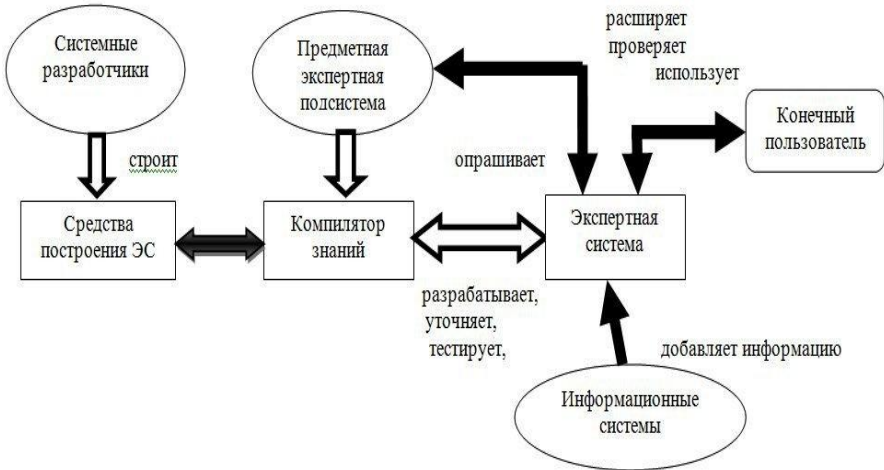 Системные
разработчики
Предметная
экспертная
подсистема
расширяет
проверяет
использует
Конечный
пользователь
строит
опрашивает
Средства
построения ЭС
Компилятор
знаний
Экспертная
система
разрабатывает,
уточняет,
тестирует,
добавляет информацию
Информационные
системы